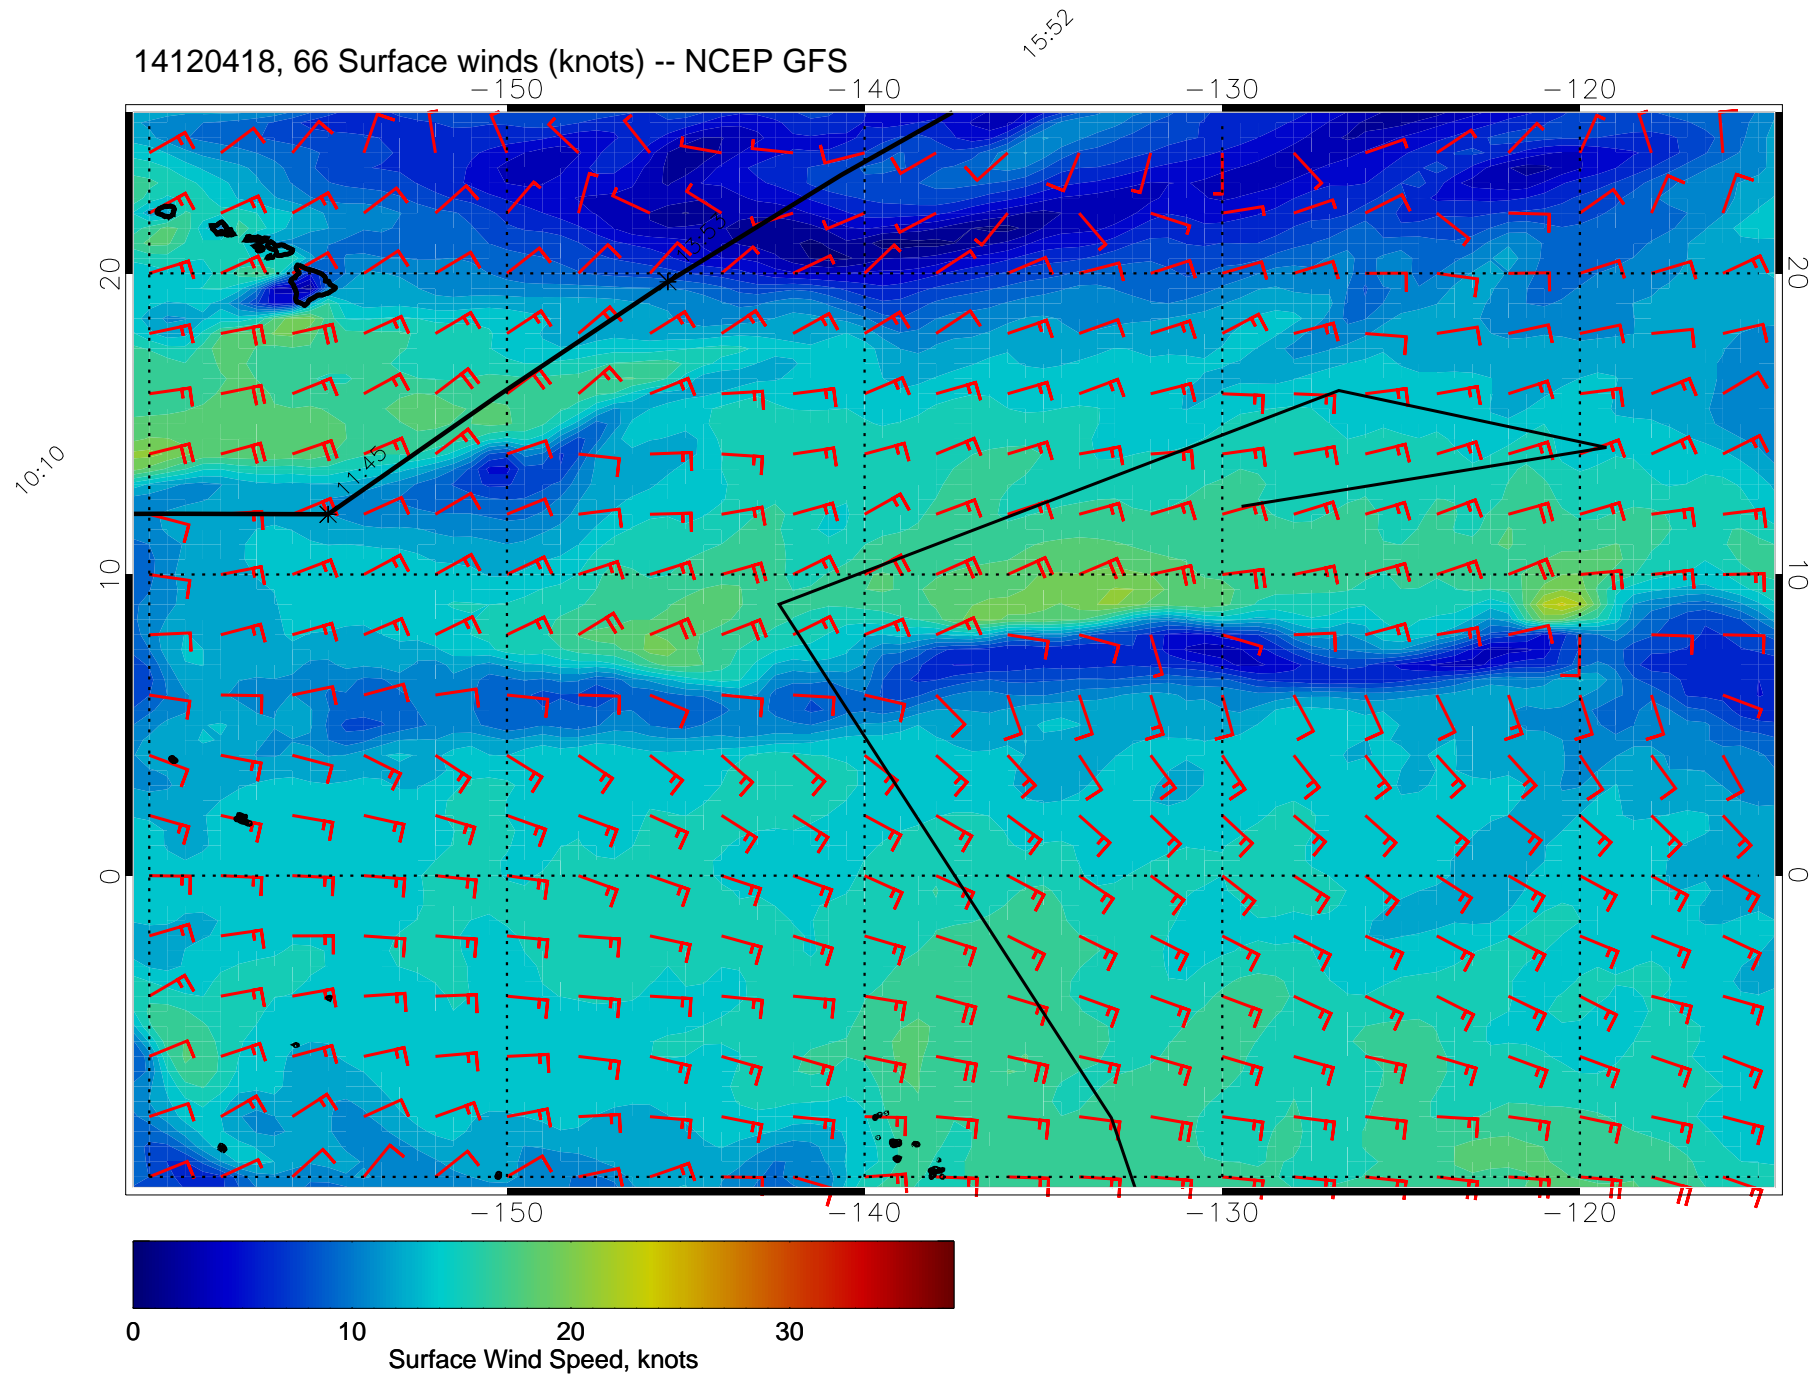 15:52
14120418, 66 Surface winds (knots) -- NCEP GFS
-150 -140 -130 -120
20 20
11:45
10:10
10 10
0 0
-150 -140 -130 -120
0 10 20 30
Surface Wind Speed, knots